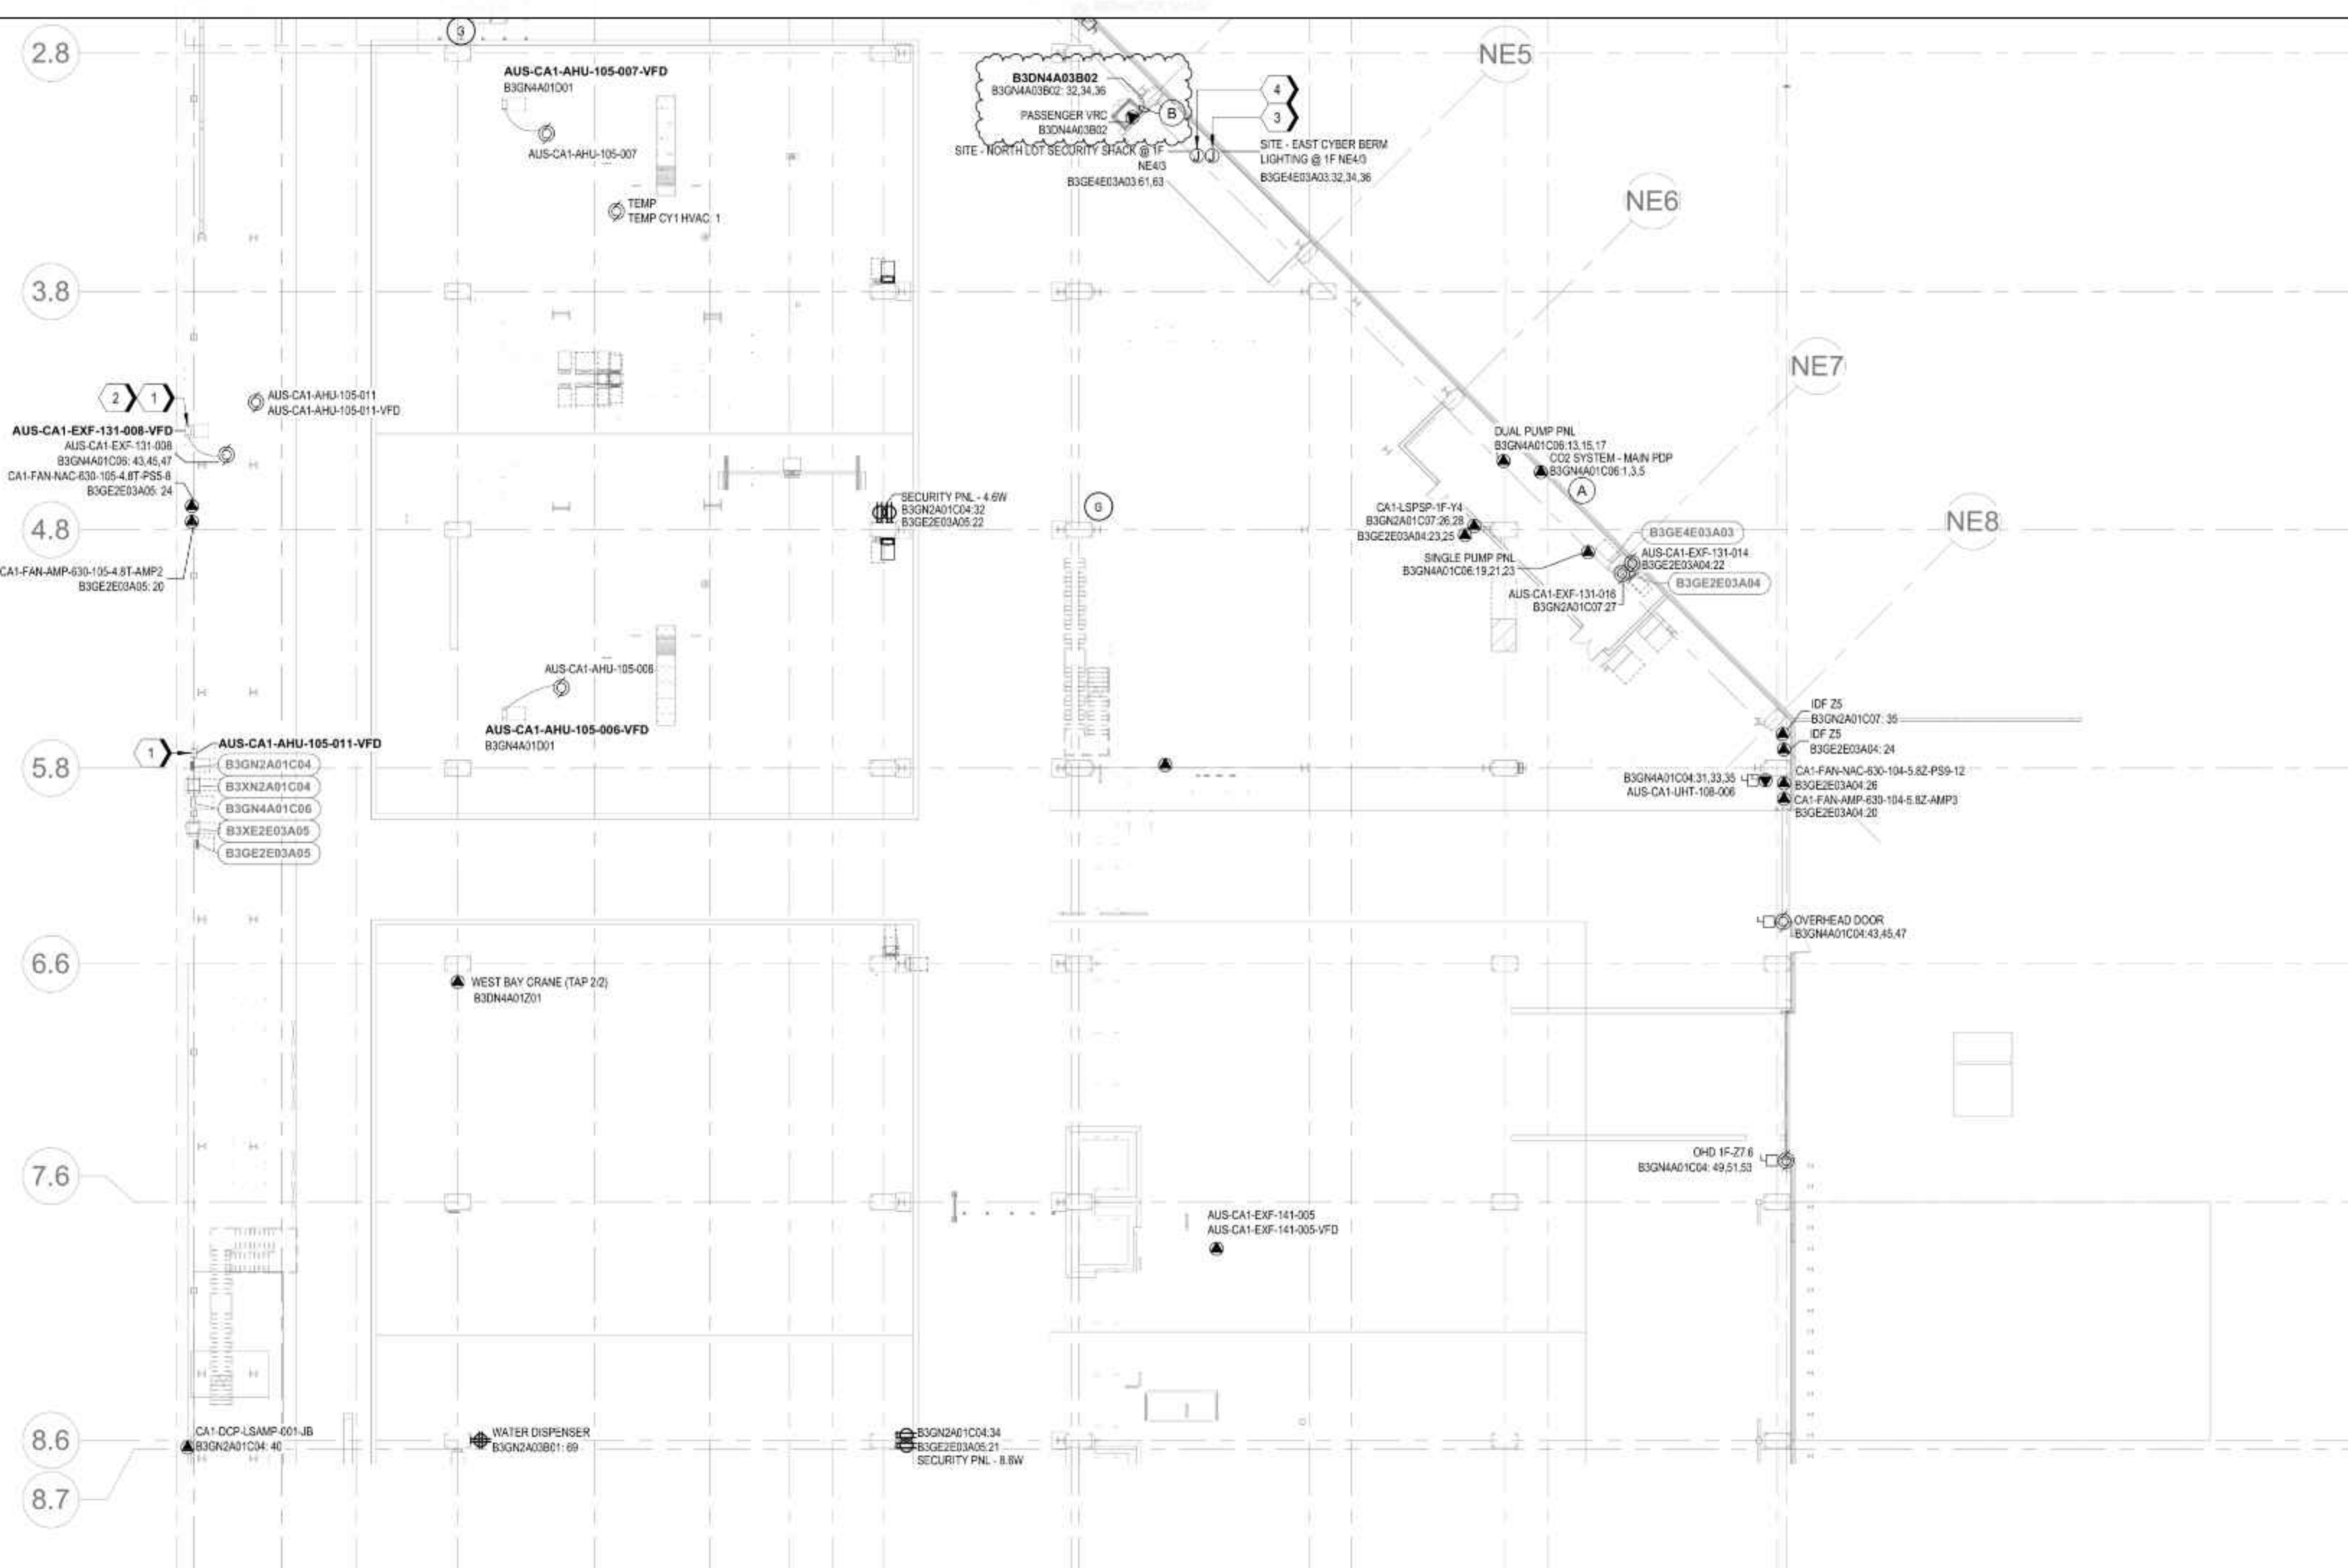 2.8
G
AUS-CA1-AHU-105-007-VFD
B3GN4A01D01
AUS-CA1-AHU-105-007
TEMP
TEMP CY1 HVAC: 1
B3DN4A03B02
B3GN4A03B02: 32,34,36
PASSENGER VRC
B3DN4A03B02
B
4
3
SITE - NORTH LOT SECURITY SHACK @ 1F
NE4/3
B3GE4E03A03:61,63
J J
SITE - EAST CYBER BERM
LIGHTING @ 1F NE4/3
B3GE4E03A03:32,34,36
NE5
NE6
NE7
NE8
3.8
2
1
AUS-CA1-AHU-105-011
AUS-CA1-AHU-105-011-VFD
AUS-CA1-EXF-131-008-VFD
AUS-CA1-EXF-131-008
B3GN4A01C06: 43,45,47
CA1-FAN-NAC-630-105-4.8T-PS5-8
B3GE2E03A05: 24
4.8
CA1-FAN-AMP-630-105-4.8T-AMP2
B3GE2E03A05: 20
SECURITY PNL - 4.6W
B3GN2A01C04:32
B3GE2E03A05:22
G
DUAL PUMP PNL
B3GN4A01C06:13,15,17
CO2 SYSTEM - MAIN PDP
B3GN4A01C06:1,3,5
A
CA1-LSPSP-1F-Y4
B3GN2A01C07:26,28
B3GE2E03A04:23,25
SINGLE PUMP PNL
B3GN4A01C06:19,21,23
B3GE4E03A03
AUS-CA1-EXF-131-014
B3GE2E03A04:22
B3GE2E03A04
AUS-CA1-EXF-131-016
B3GN2A01C07:27
AUS-CA1-AHU-105-006
AUS-CA1-AHU-105-006-VFD
B3GN4A01D01
IDF Z5
B3GN2A01C07: 35
IDF Z5
B3GE2E03A04: 24
5.8
1
AUS-CA1-AHU-105-011-VFD
B3GN2A01C04
B3XN2A01C04
B3GN4A01C06
B3XE2E03A05
B3GE2E03A05
B3GN4A01C04:31,33,35
AUS-CA1-UHT-108-006
CA1-FAN-NAC-630-104-5.8Z-PS9-12
B3GE2E03A04:26
CA1-FAN-AMP-630-104-5.8Z-AMP3
B3GE2E03A04:20
OVERHEAD DOOR
B3GN4A01C04:43,45,47
6.6
WEST BAY CRANE (TAP 2/2)
B3DN4A01Z01
OHD 1F-Z7.6
B3GN4A01C04: 49,51,53
7.6
AUS-CA1-EXF-141-005
AUS-CA1-EXF-141-005-VFD
8.6
CA1-DCP-LSAMP-001-JB
B3GN2A01C04: 40
WATER DISPENSER
B3GN2A03B01: 69
B3GN2A01C04:34
B3GE2E03A05:21
SECURITY PNL - 8.8W
8.7